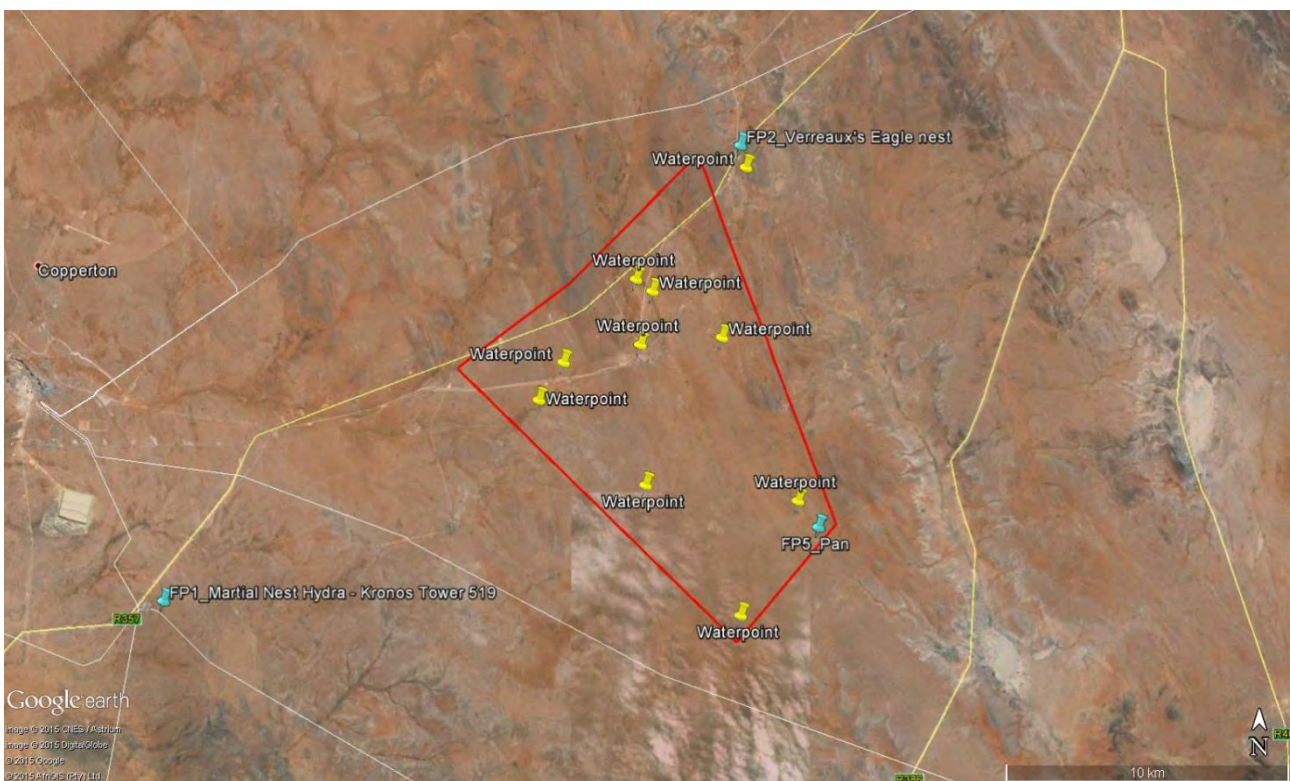 FP2_Verreaux's Eagle nest
Waterpoint
Copperton
Waterpoint
Waterpoint
Waterpoint
Waterpoint
Waterpoint
Waterpoint
Waterpoint
Waterpoint
FP5_Pan
FP1_Martial Nest Hydra - Kronos Tower 519
R357
Waterpoint
Google earth
Image © 2015 CNES / Astrium
Image © 2015 DigitalGlobe
© 2015 Google
© 2015 AfriGIS (Pty) Ltd.
N
10 km
R386